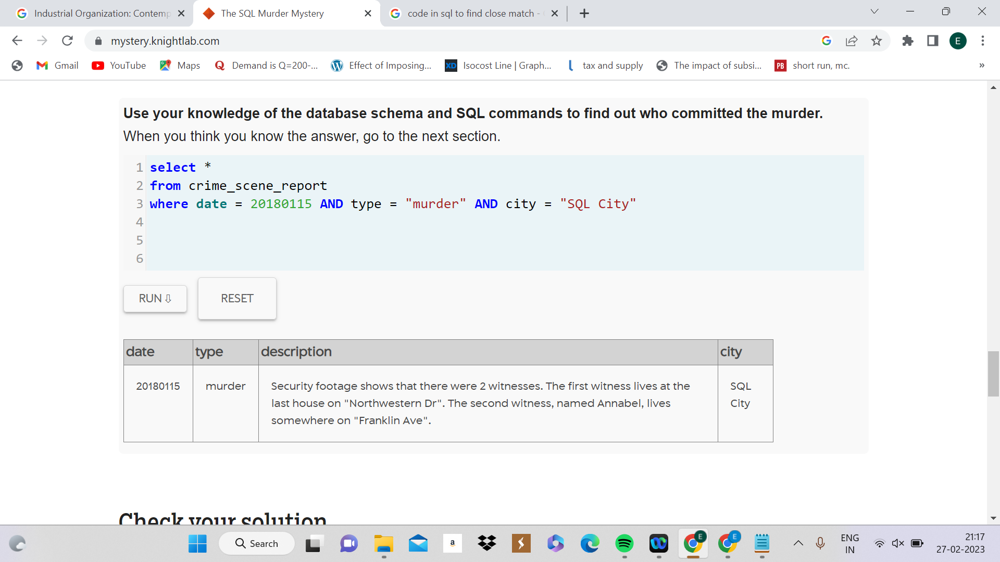 Industrial Organization: Contemp
The SQL Murder Mystery
code in sql to find close match -
mystery.knightlab.com
E
Gmail
YouTube
Maps
Demand is Q=200-...
Effect of Imposing...
XD Isocost Line | Graph...
tax and supply
The impact of subsi...
PB short run, mc.
»
Use your knowledge of the database schema and SQL commands to find out who committed the murder.
When you think you know the answer, go to the next section.
1 select *
2 from crime_scene_report
3 where date = 20180115 AND type = "murder" AND city = "SQL City"
4
5
6
RUN ⇩
RESET
date type description city
20180115 murder Security footage shows that there were 2 witnesses. The first witness lives at the SQL
last house on "Northwestern Dr". The second witness, named Annabel, lives City
somewhere on "Franklin Ave".
Check your solution
Search
a
E
E
ENG
IN
21:17
27-02-2023